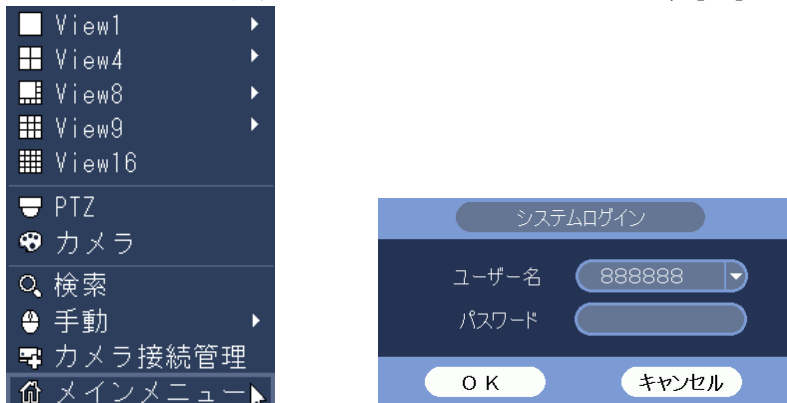 View1
View4
View8
View9
View16
PTZ
カメラ
検索
手動
カメラ接続管理
メインメニュー
システムログイン
ユーザー名 888888
パスワード
OK キャンセル